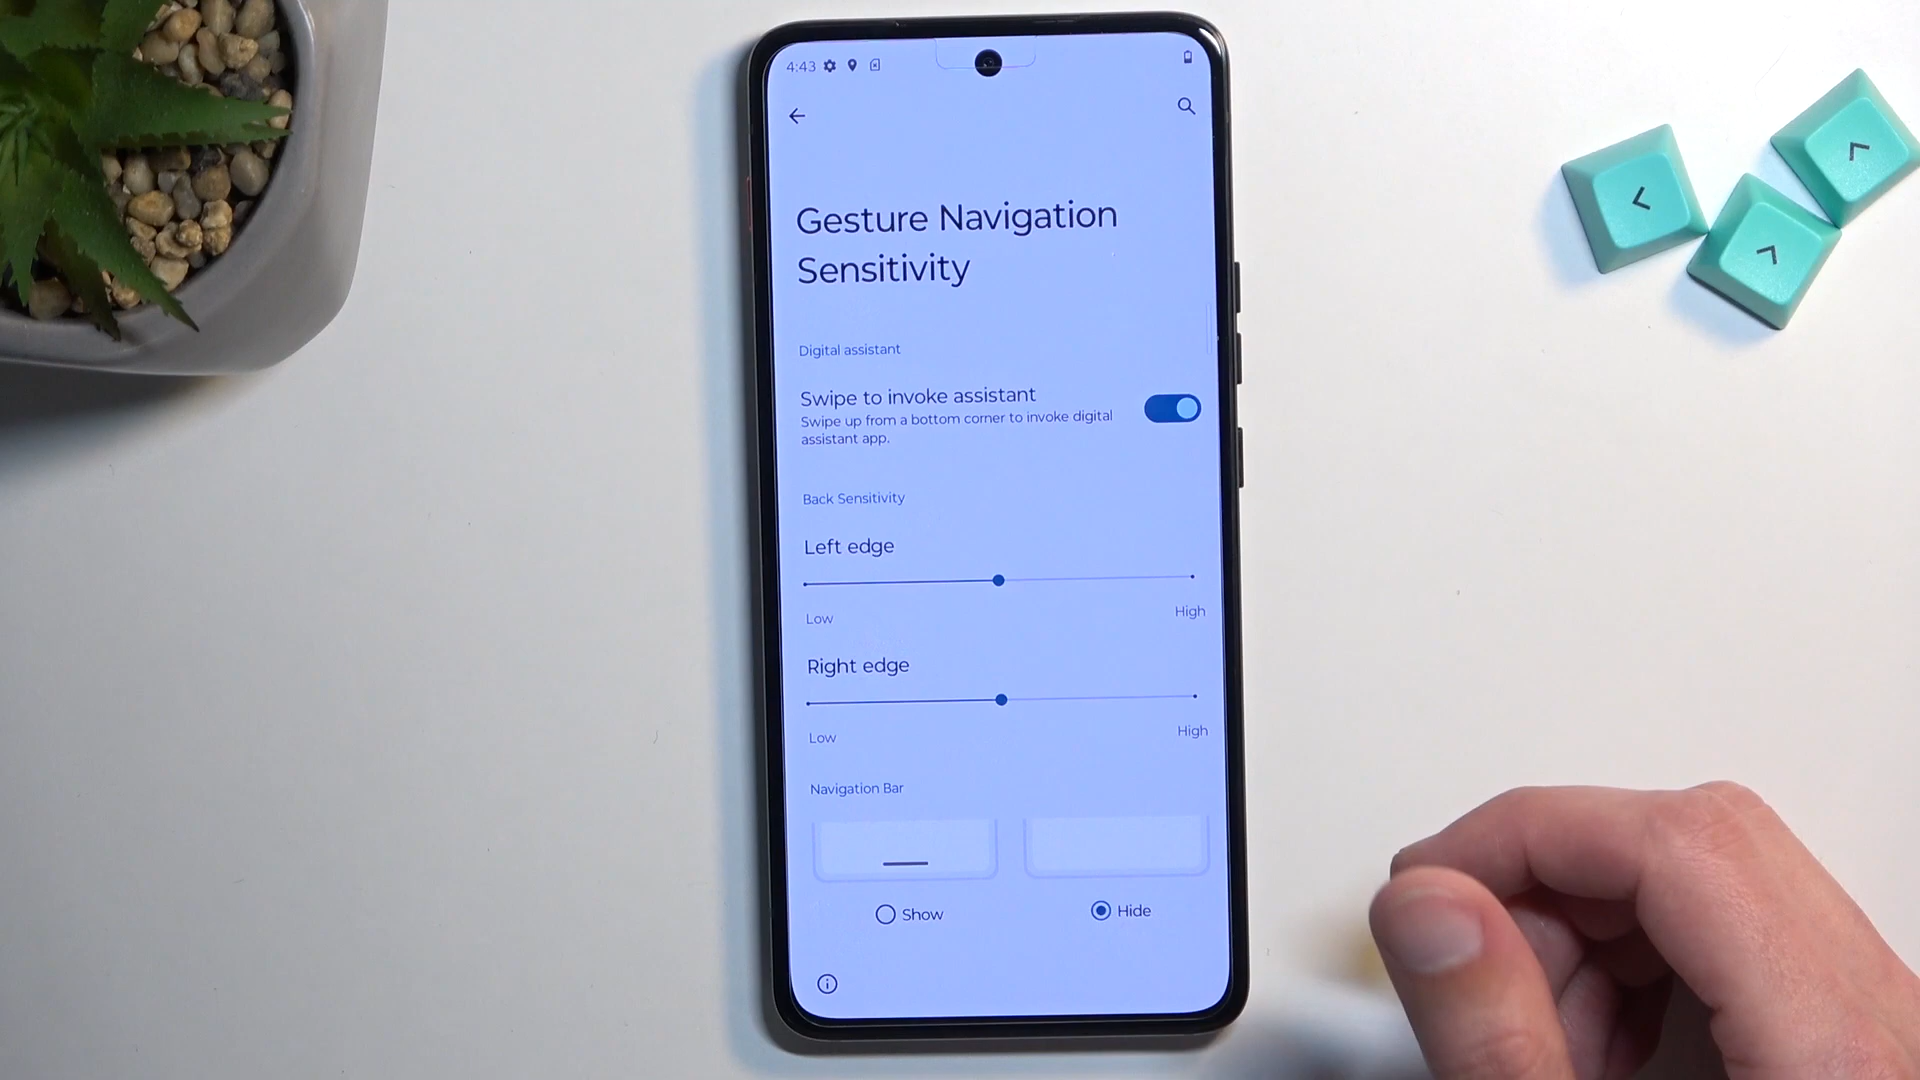 4:43
Gesture Navigation
Sensitivity
Digital assistant
Swipe to invoke assistant
Swipe up from a bottom corner to invoke digital
assistant app.
Back Sensitivity
Left edge
Low High
Right edge
Low High
Navigation Bar
Show Hide